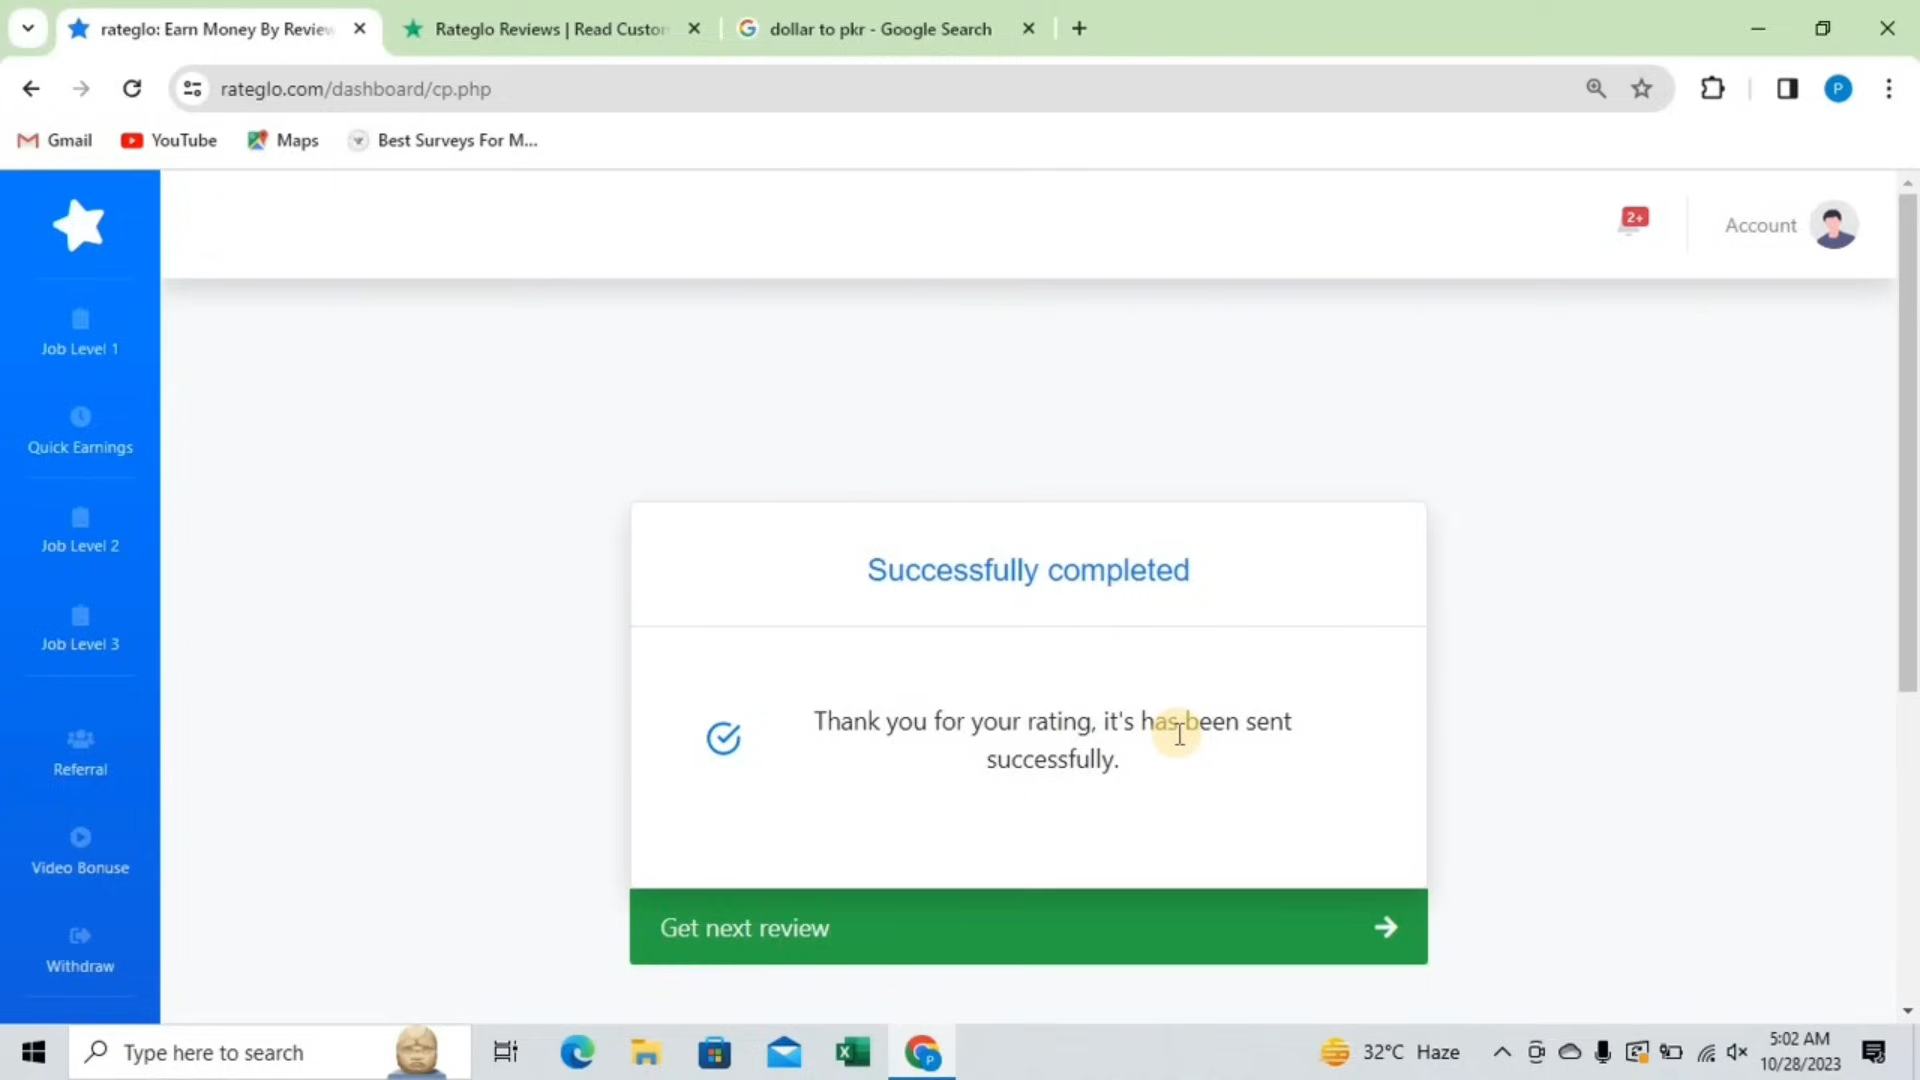 rateglo: Earn Money By Review
Rateglo Reviews | Read Custom
dollar to pkr - Google Search
rateglo.com/dashboard/cp.php
P
Gmail
YouTube
Maps
Best Surveys For M...
2+
Account
Job Level 1
Quick Earnings
Job Level 2
Job Level 3
Referral
Video Bonuse
Withdraw
Successfully completed
Thank you for your rating, it's has been sent
successfully.
Get next review
Type here to search
32°C Haze
5:02 AM
10/28/2023